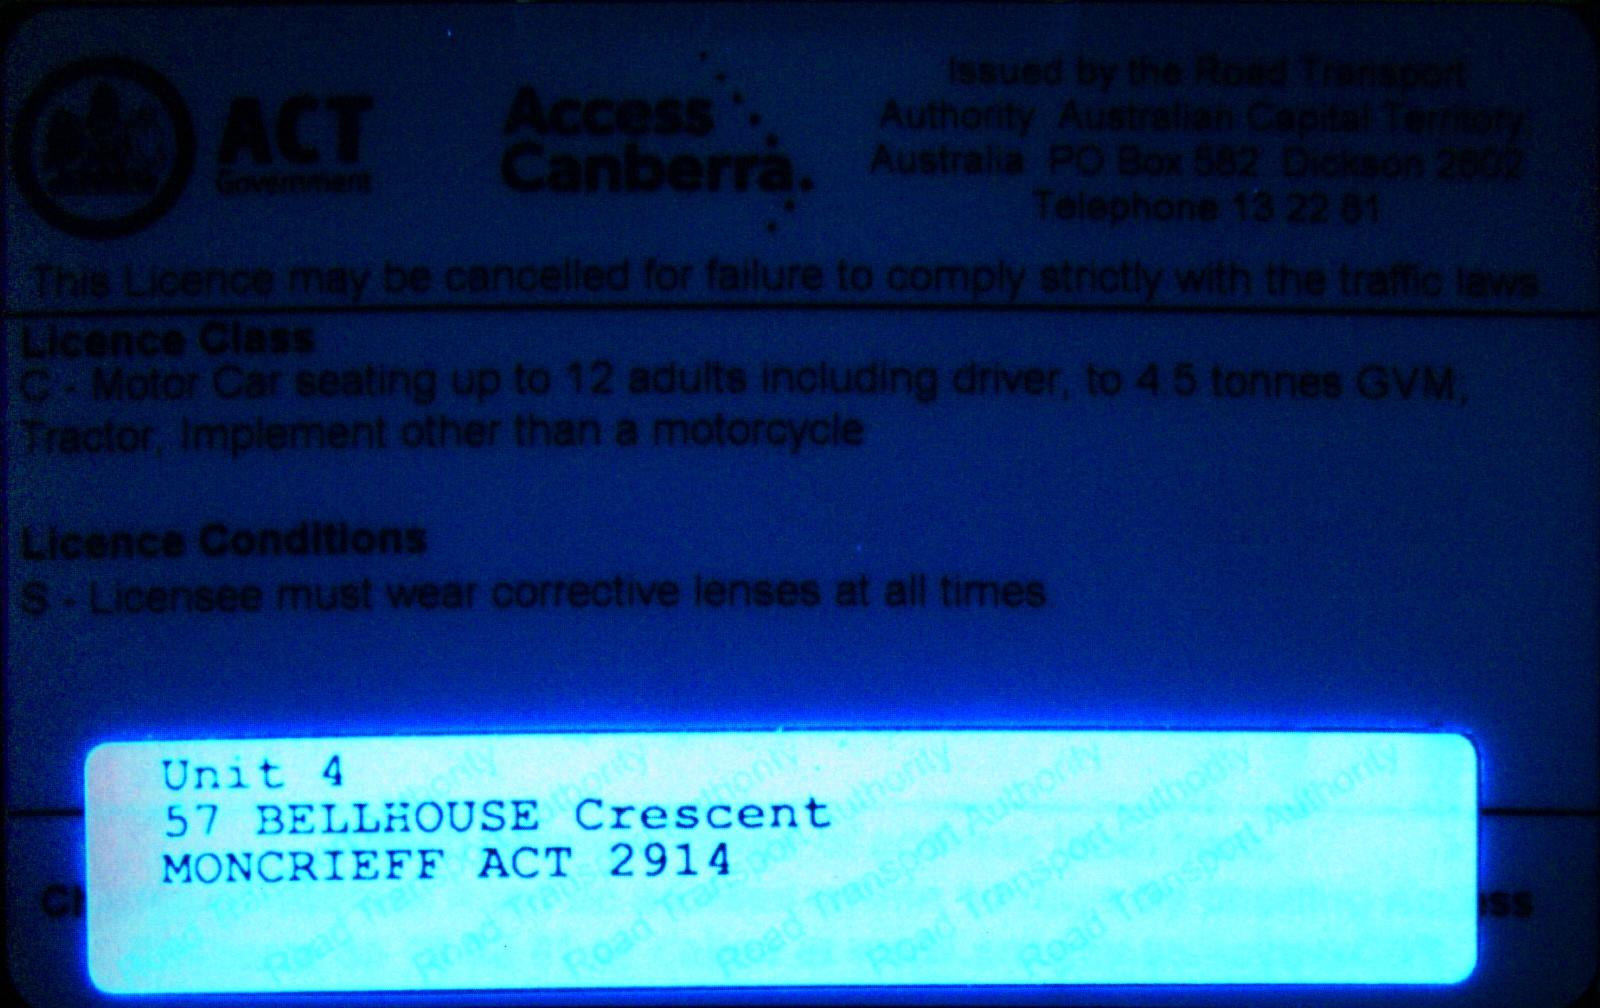 ACT
Government
Access
Canberra.
Issued by the Road Transport
Authority Australian Capital Territory,
Australia PO Box 582 Dickson 2602
Telephone 13 22 81
This Licence may be cancelled for failure to comply strictly with the traffic laws
Licence Class
C - Motor Car seating up to 12 adults including driver, to 4.5 tonnes GVM;
Tractor, Implement other than a motorcycle
Licence Conditions
S - Licensee must wear corrective lenses at all times
Unit 4
57 BELLHOUSE Crescent
MONCRIEFF ACT 2914
Road Transport Authority